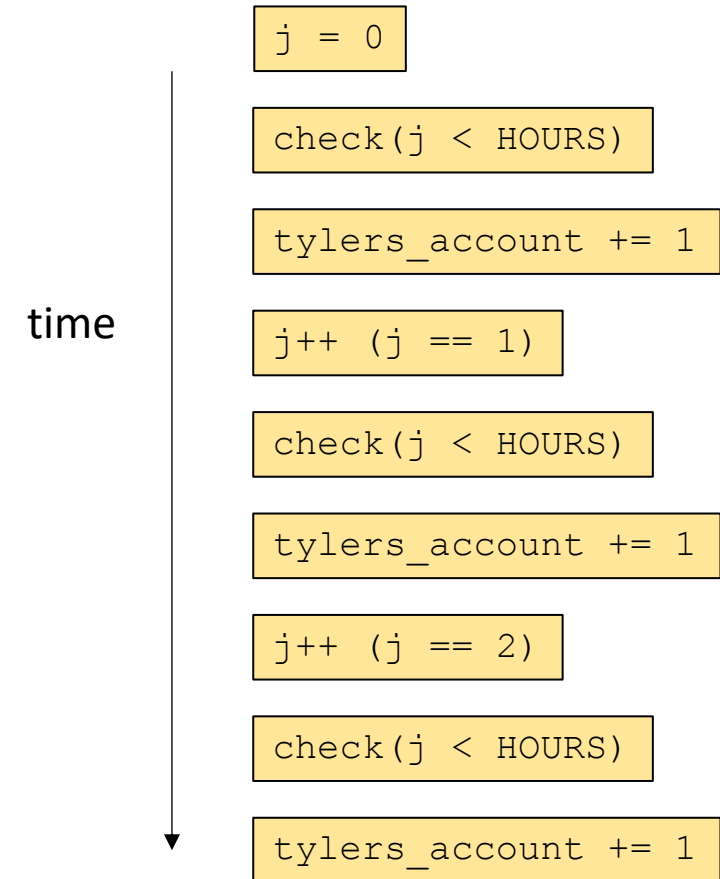 j = 0
check(j < HOURS)
tylers_account += 1
time
j++ (j == 1)
check(j < HOURS)
tylers_account += 1
j++ (j == 2)
check(j < HOURS)
tylers_account += 1